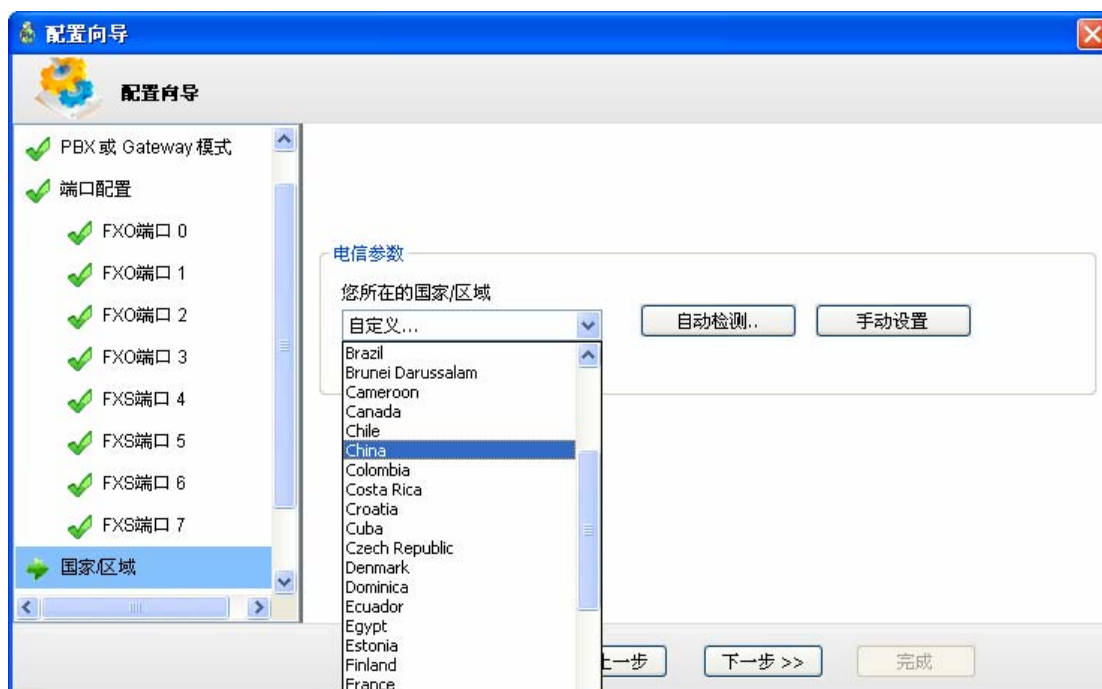 配置向导
配置向导
PBX 或 Gateway 模式
端口配置
FXO端口 0
FXO端口 1
FXO端口 2
FXO端口 3
FXS端口 4
FXS端口 5
FXS端口 6
FXS端口 7
国家/区域
电信参数
您所在的国家/区域
自定义...
自动检测..
手动设置
Brazil
Brunei Darussalam
Cameroon
Canada
Chile
China
Colombia
Costa Rica
Croatia
Cuba
Czech Republic
Denmark
Dominica
Ecuador
Egypt
Estonia
Finland
France
上一步
下一步 >>
完成